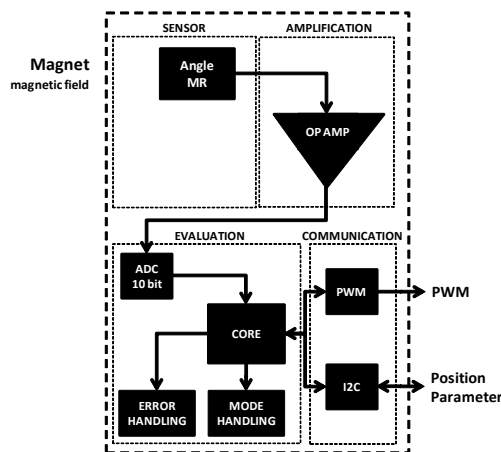 SENSOR
AMPLIFICATION
Magnet
magnetic field
Angle
MR
OP AMP
EVALUATION
COMMUNICATION
ADC
10 bit
PWM
PWM
CORE
I2C
Position
Parameter
ERROR
HANDLING
MODE
HANDLING